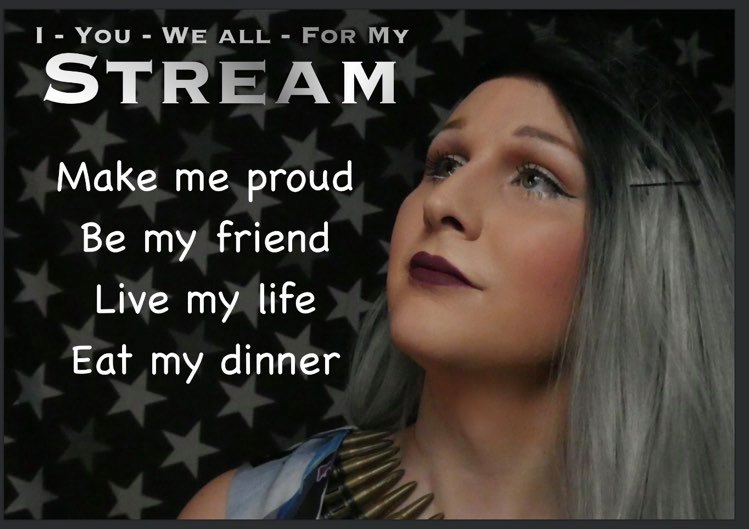 I - You - We all - For My
Stream
Make me proud
Be my friend
Live my life
Eat my dinner